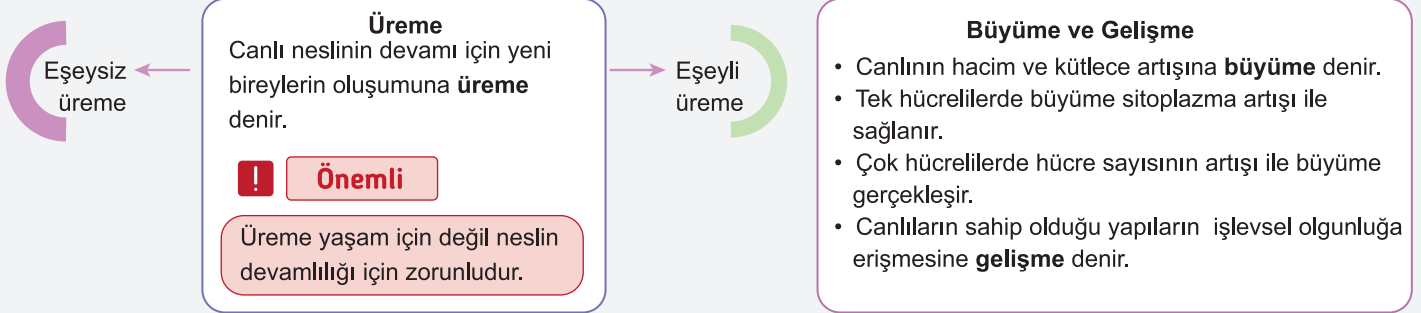 Eşeysiz
üreme
Üreme
Canlı neslinin devamı için yeni
bireylerin oluşumuna üreme
denir.
! Önemli
Üreme yaşam için değil neslin
devamlılığı için zorunludur.
Eşeyli
üreme
Büyüme ve Gelişme
• Canlının hacim ve kütlece artışına büyüme denir.
• Tek hücrelilerde büyüme sitoplazma artışı ile
sağlanır.
• Çok hücrelilerde hücre sayısının artışı ile büyüme
gerçekleşir.
• Canlıların sahip olduğu yapıların işlevsel olgunluğa
erişmesine gelişme denir.